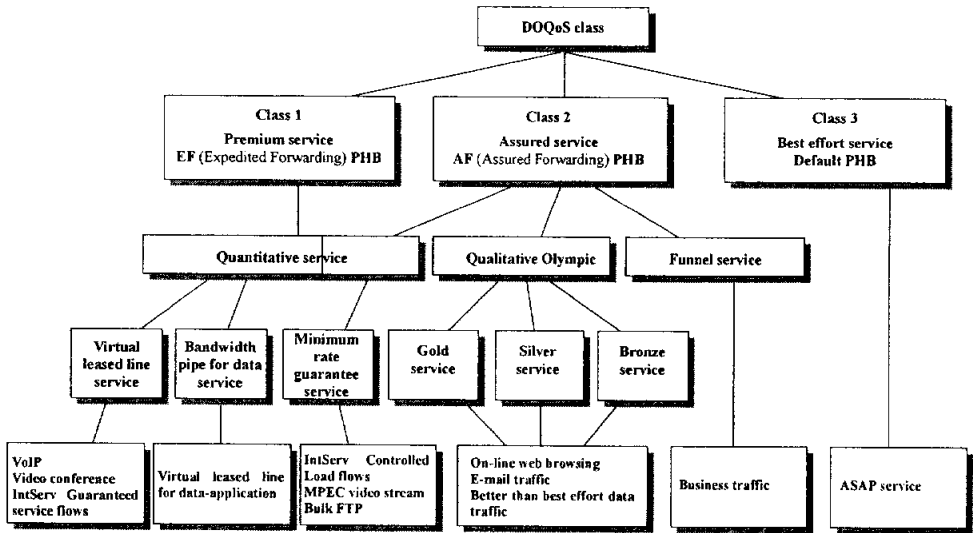 DOQoS class
Class 1
Premium service
EF (Expedited Forwarding) PHB
Class 2
Assured service
AF (Assured Forwarding) PHB
Class 3
Best effort service
Default PHB
Quantitative service
Qualitative Olympic
Funnel service
Virtual
leased line
service
Bandwidth
pipe for data
service
Minimum
rate
guarantee
service
Gold
service
Silver
service
Bronze
service
VoIP
Video conference
IntServ Guaranteed
service flows
Virtual leased line
for data-application
IntServ Controlled
Load flows
MPEC video stream
Bulk FTP
On-line web browsing
E-mail traffic
Better than best effort data
traffic
Business traffic
ASAP service